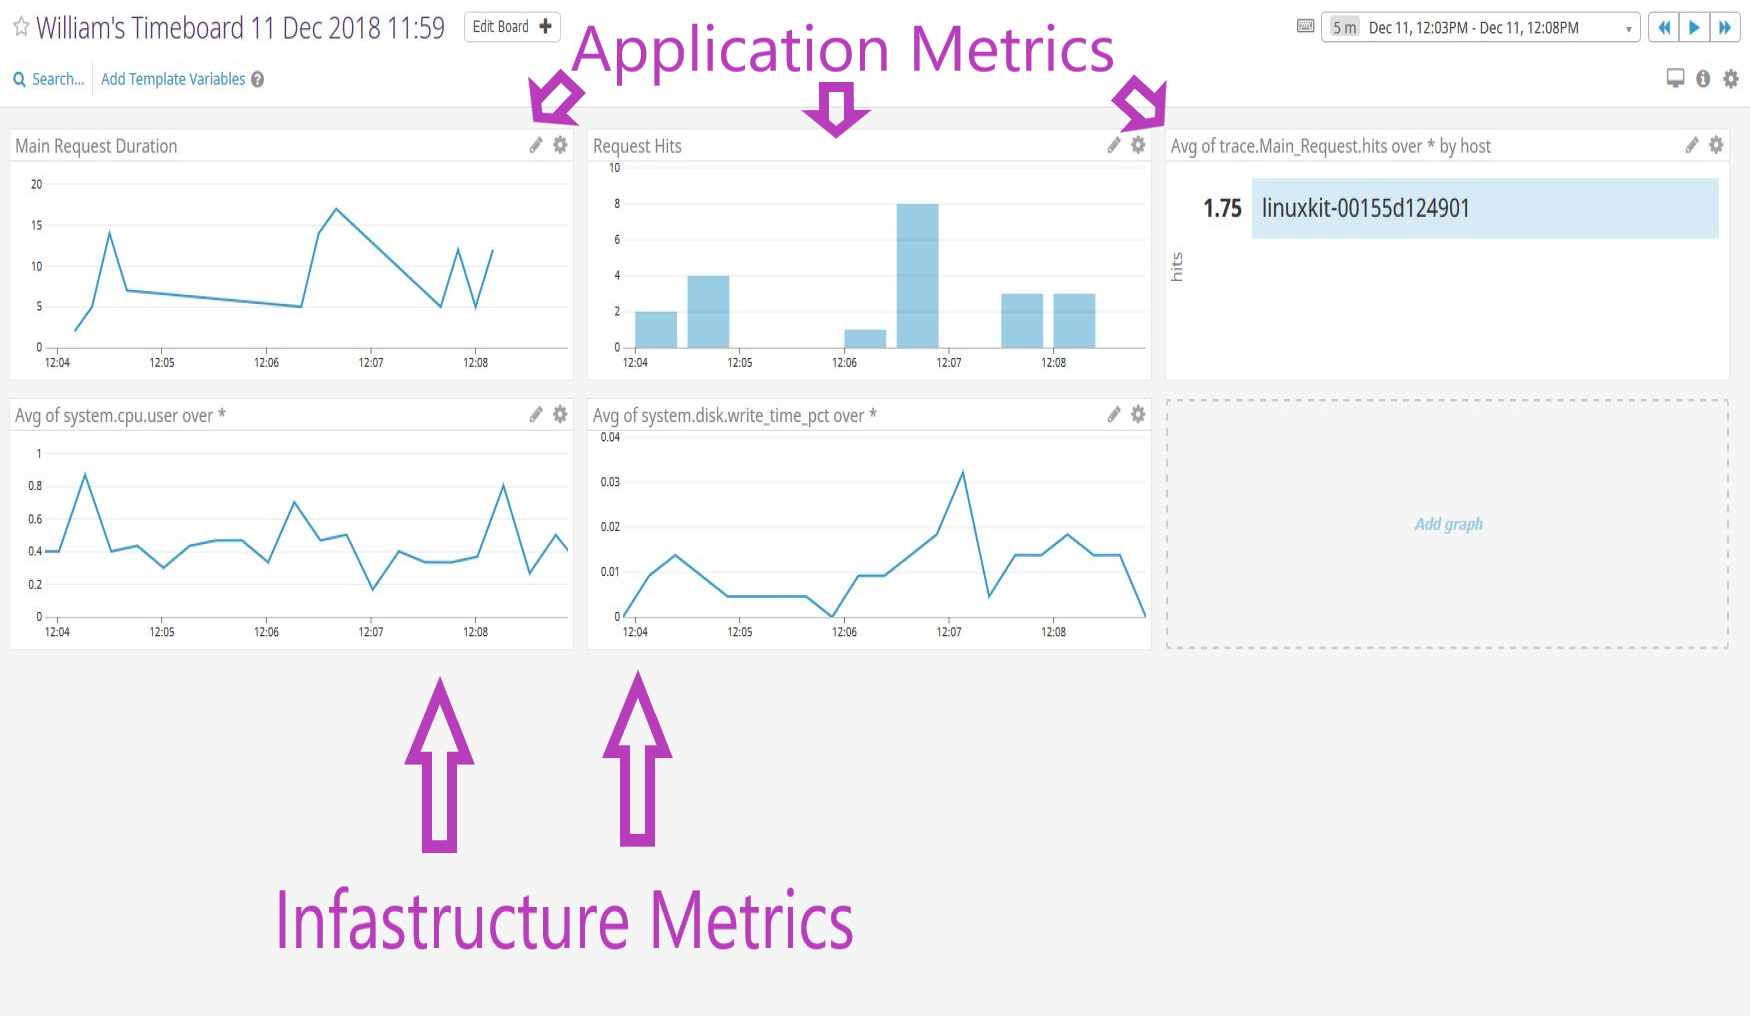 William's Timeboard 11 Dec 2018 11:59
Edit Board
Application Metrics
5 m Dec 11, 12:03PM - Dec 11, 12:08PM
Search...
Add Template Variables ?
Main Request Duration
20
15
10
5
0
12:04 12:05 12:06 12:07 12:08
Request Hits
10
8
6
4
2
0
12:04 12:05 12:06 12:07 12:08
Avg of trace.Main_Request.hits over * by host
1.75 linuxkit-00155d124901
hits
Avg of system.cpu.user over *
1
0.8
0.6
0.4
0.2
0
12:04 12:05 12:06 12:07 12:08
Avg of system.disk.write_time_pct over *
0.04
0.03
0.02
0.01
0
12:04 12:05 12:06 12:07 12:08
Add graph
Infastructure Metrics